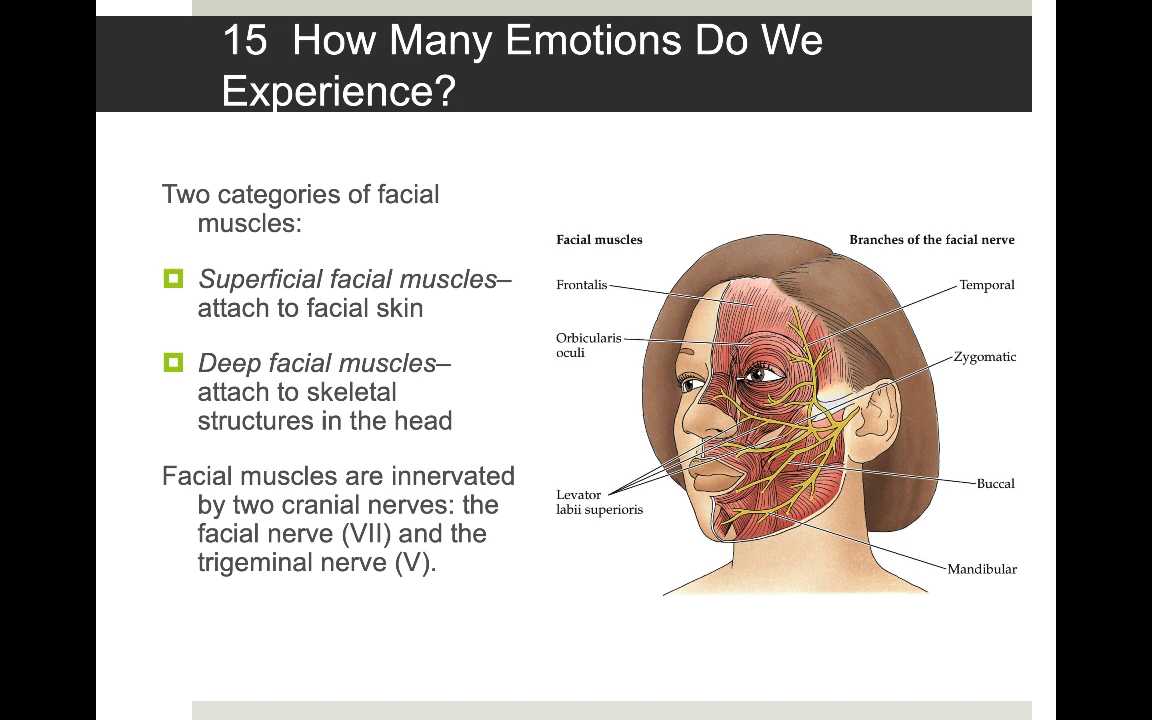 15 How Many Emotions Do We
Experience?
Two categories of facial
muscles:
Superficial facial muscles–
attach to facial skin
Deep facial muscles–
attach to skeletal
structures in the head
Facial muscles are innervated
by two cranial nerves: the
facial nerve (VII) and the
trigeminal nerve (V).
Facial muscles
Frontalis
Orbicularis
oculi
Levator
labii superioris
Branches of the facial nerve
Temporal
Zygomatic
Buccal
Mandibular